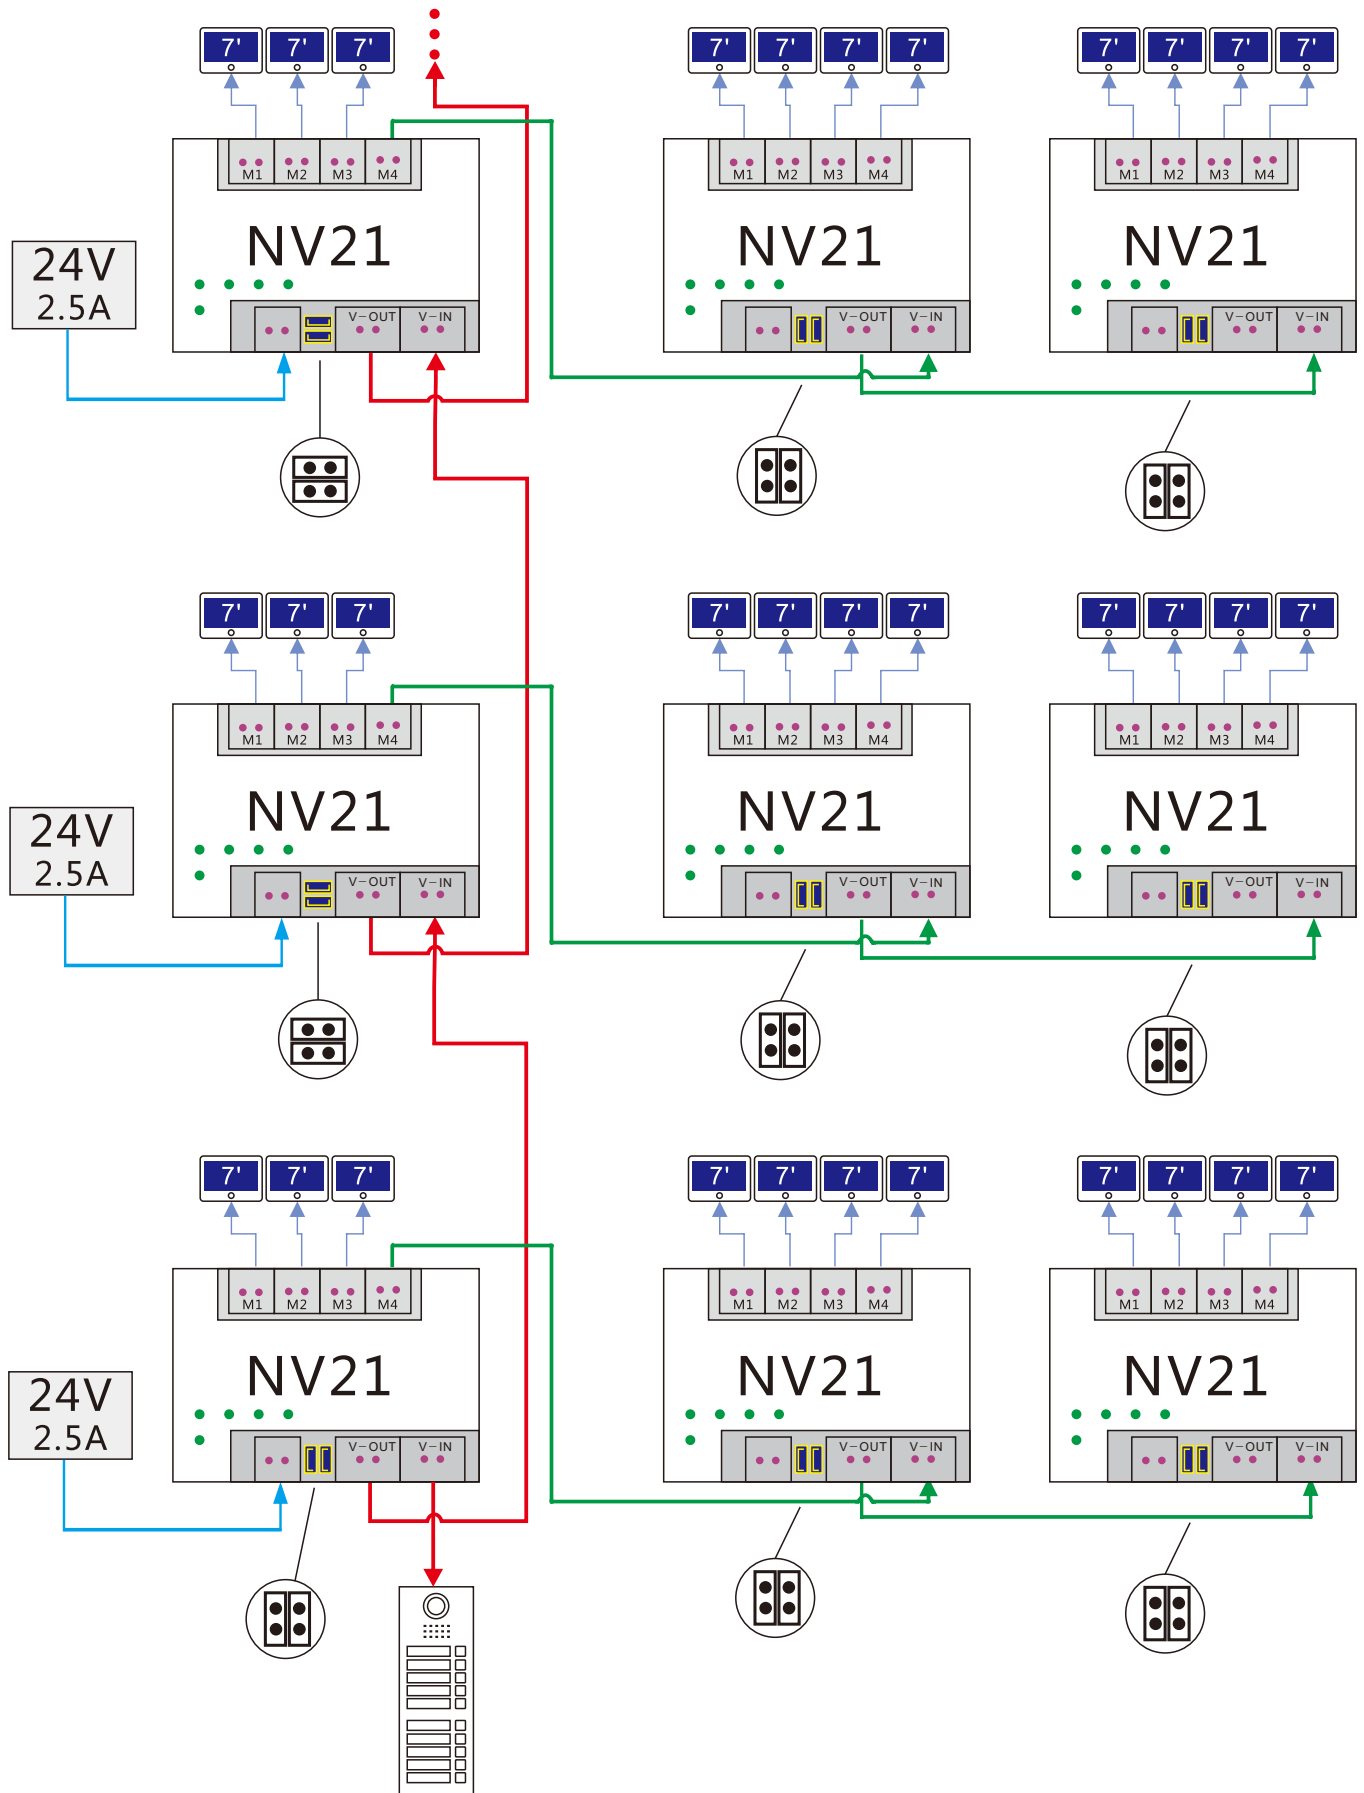 7' 7' 7' 7' 7' 7' 7' 7' 7' 7' 7'
M1 M2 M3 M4 M1 M2 M3 M4 M1 M2 M3 M4
NV21 NV21 NV21
24V
2.5A
V-OUT V-IN V-OUT V-IN V-OUT V-IN
7' 7' 7' 7' 7' 7' 7' 7' 7' 7' 7'
M1 M2 M3 M4 M1 M2 M3 M4 M1 M2 M3 M4
NV21 NV21 NV21
24V
2.5A
V-OUT V-IN V-OUT V-IN V-OUT V-IN
7' 7' 7' 7' 7' 7' 7' 7' 7' 7' 7'
M1 M2 M3 M4 M1 M2 M3 M4 M1 M2 M3 M4
NV21 NV21 NV21
24V
2.5A
V-OUT V-IN V-OUT V-IN V-OUT V-IN